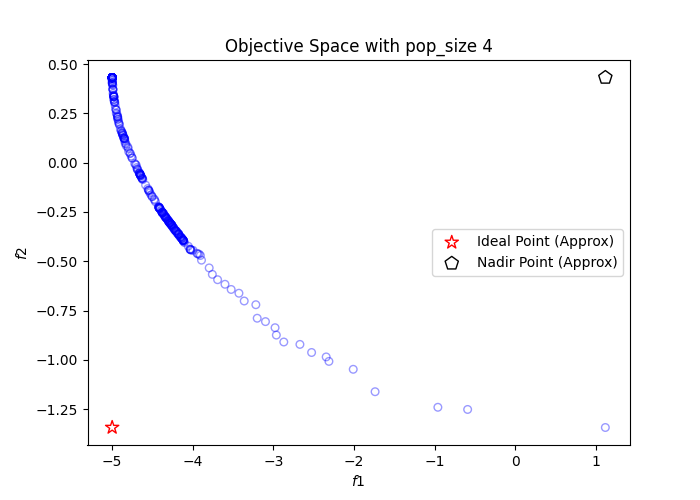 Objective Space with pop_size 4
0.50
0.25
0.00
−0.25
−0.50
−0.75
−1.00
−1.25
f2
Ideal Point (Approx)
Nadir Point (Approx)
−5 −4 −3 −2 −1 0 1
f1